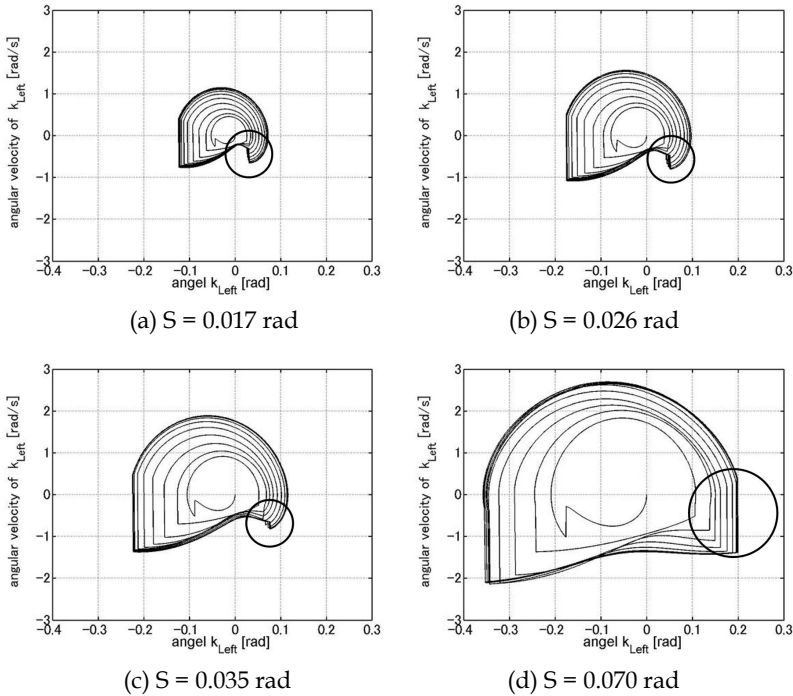 3
2
1
0
-1
-2
-3
-0.4 -0.3 -0.2 -0.1 0 0.1 0.2 0.3
angular velocity of k_Left [rad/s]
angel k_Left [rad]
(a) S = 0.017 rad
3
2
1
0
-1
-2
-3
-0.4 -0.3 -0.2 -0.1 0 0.1 0.2 0.3
angular velocity of k_Left [rad/s]
angel k_Left [rad]
(b) S = 0.026 rad
3
2
1
0
-1
-2
-3
-0.4 -0.3 -0.2 -0.1 0 0.1 0.2 0.3
angular velocity of k_Left [rad/s]
angel k_Left [rad]
(c) S = 0.035 rad
3
2
1
0
-1
-2
-3
-0.4 -0.3 -0.2 -0.1 0 0.1 0.2 0.3
angular velocity of k_Left [rad/s]
angel k_Left [rad]
(d) S = 0.070 rad